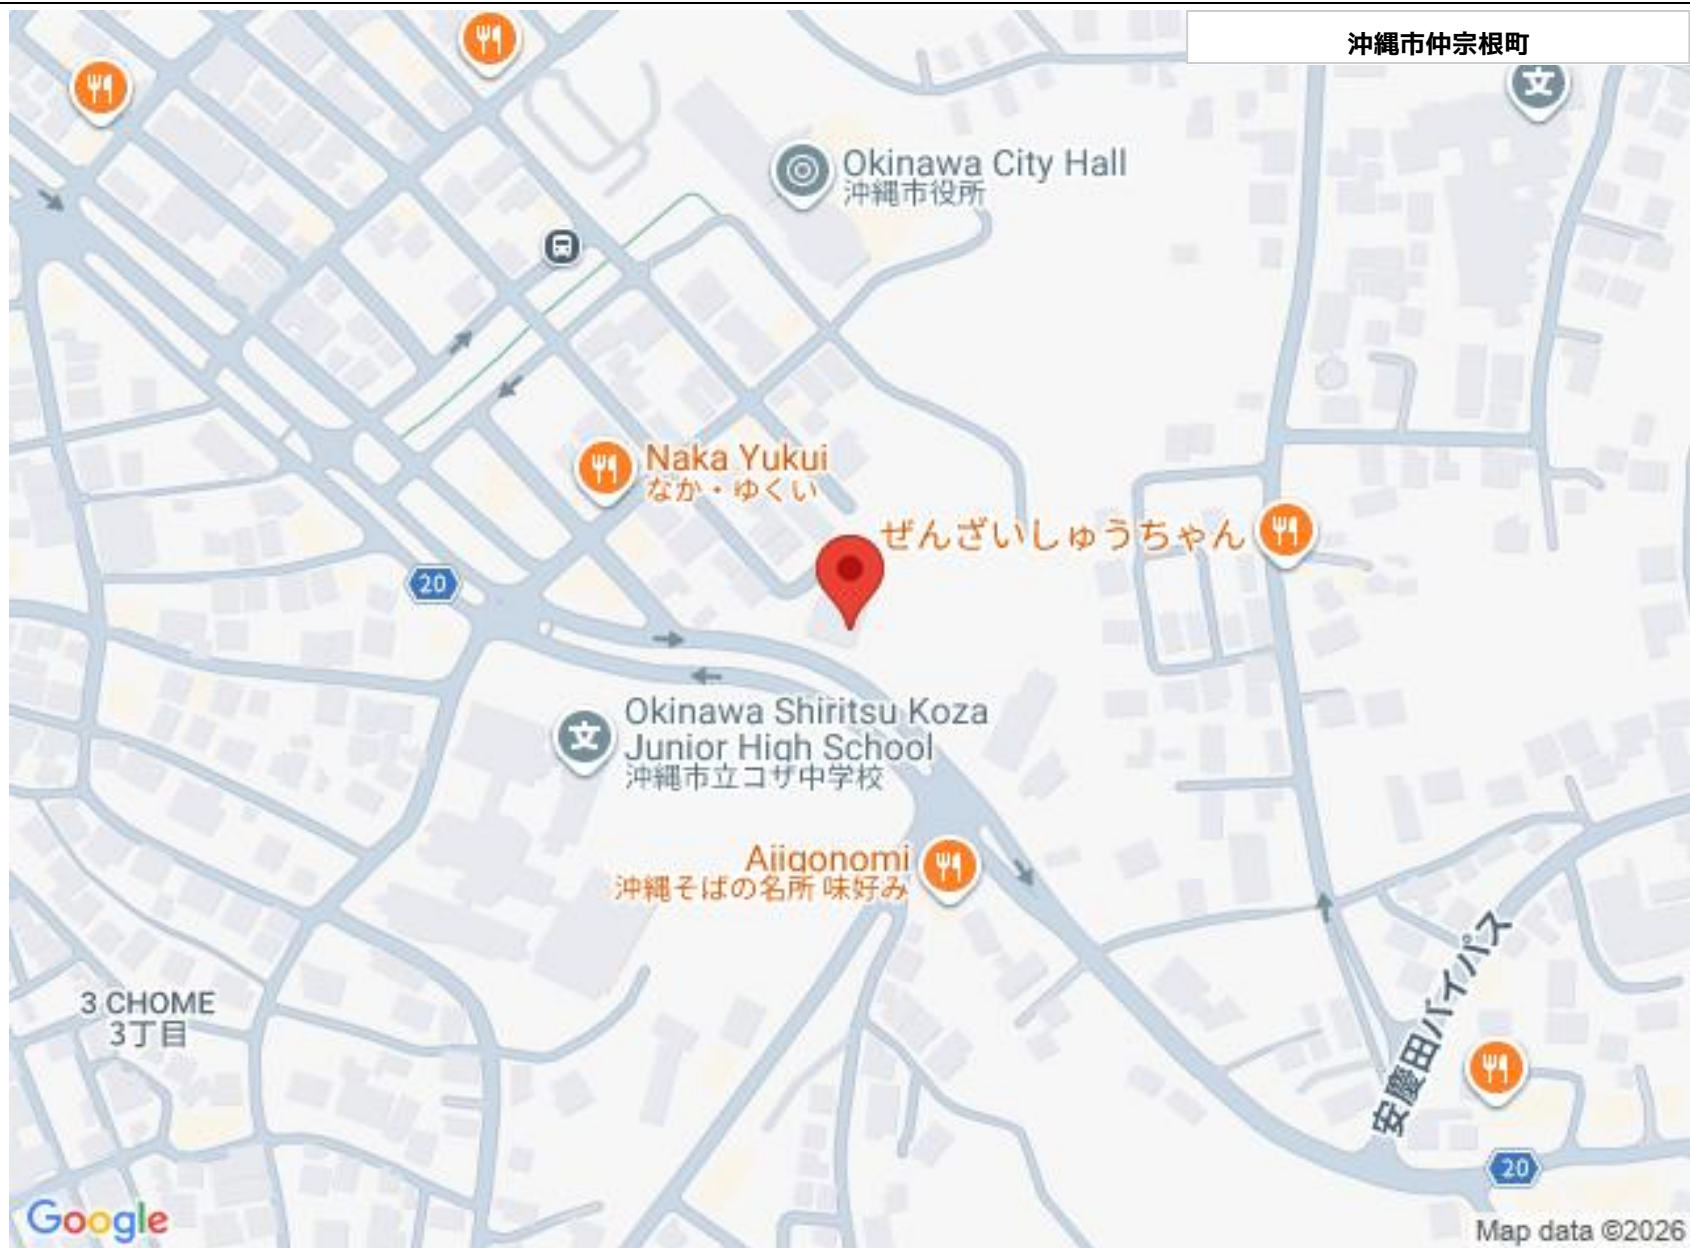 沖縄市仲宗根町
文
Okinawa City Hall
沖縄市役所
Naka Yukui
なか・ゆくい
ぜんざいしゅうちゃん
20
Okinawa Shiritsu Koza
Junior High School
沖縄市立コザ中学校
文
Ajigonomi
沖縄そばの名所 味好み
3 CHOME
3丁目
安慶田バイパス
20
Google
Map data ©2026